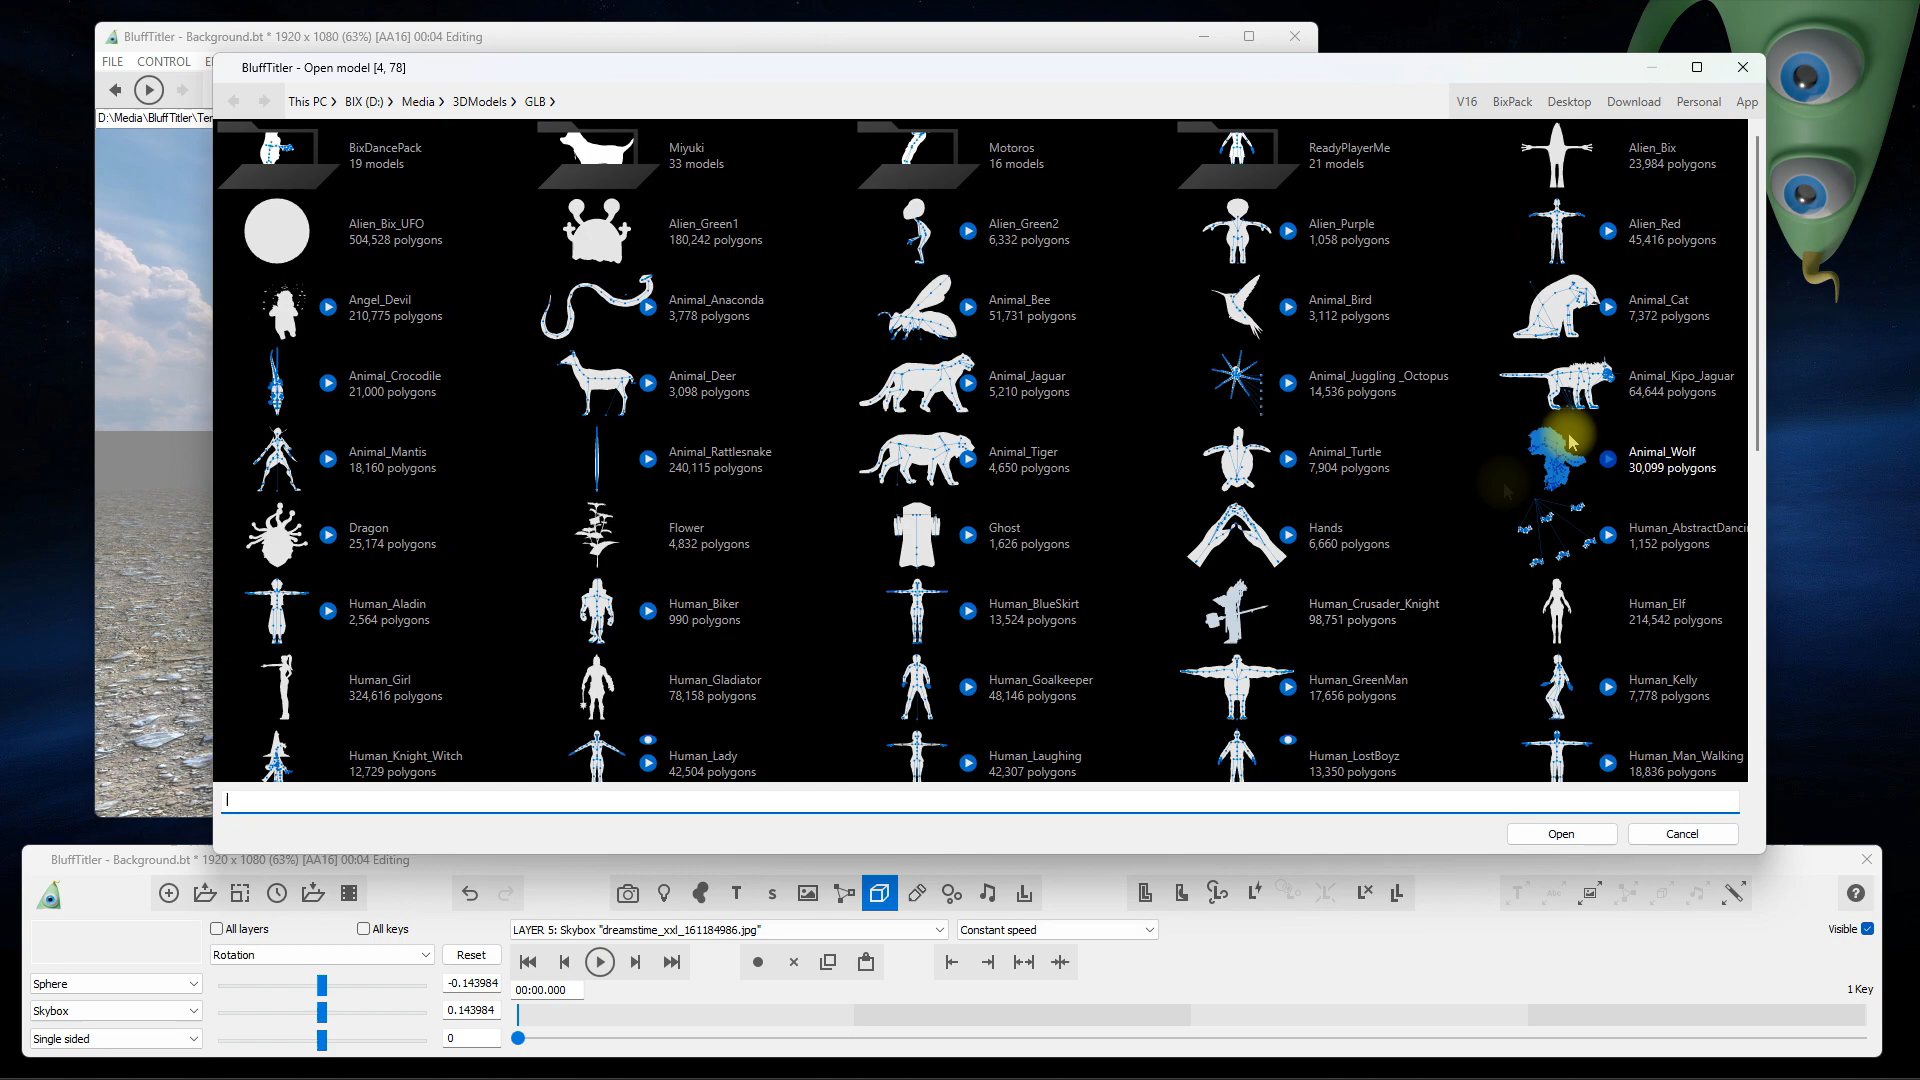 BluffTitler - Background.bt * 1920 x 1080 (63%) [AA16] 00:04 Editing
FILE CONTROL
BluffTitler - Open model [4, 78]
This PC BIX (D:) Media 3DModels GLB
V16 BixPack Desktop Download Personal App
D:\Media\BluffTitler\Ter
BixDancePack
19 models
Miyuki
33 models
Motoros
16 models
ReadyPlayerMe
21 models
Alien_Bix
23,984 polygons
Alien_Bix_UFO
504,528 polygons
Alien_Green1
180,242 polygons
Alien_Green2
6,332 polygons
Alien_Purple
1,058 polygons
Alien_Red
45,416 polygons
Angel_Devil
210,775 polygons
Animal_Anaconda
3,778 polygons
Animal_Bee
51,731 polygons
Animal_Bird
3,112 polygons
Animal_Cat
7,372 polygons
Animal_Crocodile
21,000 polygons
Animal_Deer
3,098 polygons
Animal_Jaguar
5,210 polygons
Animal_Juggling _Octopus
14,536 polygons
Animal_Kipo_Jaguar
64,644 polygons
Animal_Mantis
18,160 polygons
Animal_Rattlesnake
240,115 polygons
Animal_Tiger
4,650 polygons
Animal_Turtle
7,904 polygons
Animal_Wolf
30,099 polygons
Dragon
25,174 polygons
Flower
4,832 polygons
Ghost
1,626 polygons
Hands
6,660 polygons
Human_AbstractDanci
1,152 polygons
Human_Aladin
2,564 polygons
Human_Biker
990 polygons
Human_BlueSkirt
13,524 polygons
Human_Crusader_Knight
98,751 polygons
Human_Elf
214,542 polygons
Human_Girl
324,616 polygons
Human_Gladiator
78,158 polygons
Human_Goalkeeper
48,146 polygons
Human_GreenMan
17,656 polygons
Human_Kelly
7,778 polygons
Human_Knight_Witch
12,729 polygons
Human_Lady
42,504 polygons
Human_Laughing
42,307 polygons
Human_LostBoyz
13,350 polygons
Human_Man_Walking
18,836 polygons
Open Cancel
BluffTitler - Background.bt * 1920 x 1080 (63%) [AA16] 00:04 Editing
T S
All layers All keys LAYER 5: Skybox "dreamstime_xxl_161184986.jpg" Constant speed Visible
Rotation Reset
Sphere -0.143984 00:00.000 1 Key
Skybox 0.143984
Single sided 0